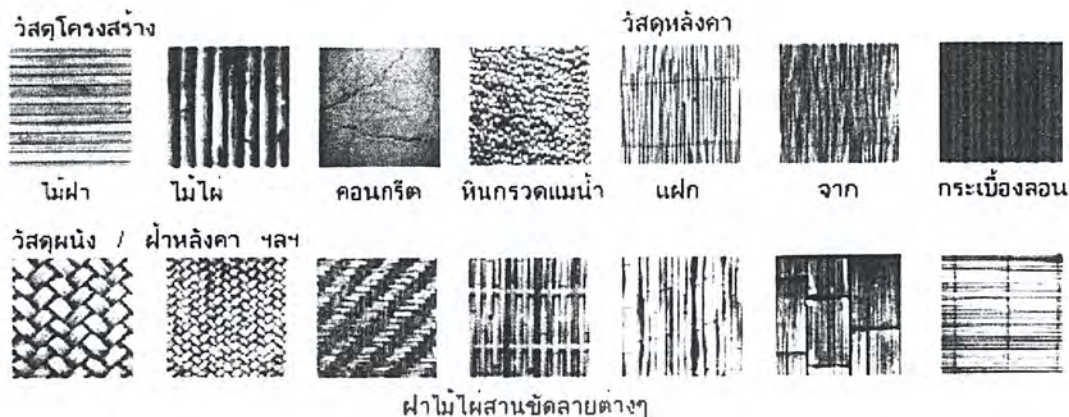 วัสดุโครงสร้าง วัสดุหลังคา
ไม้ฝา ไม้ไผ่ คอนกรีต หินกรวดแม่น้ำ แฝก จาก กระเบื้องลอน
วัสดุผนัง / ฝ้าหลังคา ฯลฯ
ฝาไม้ไผ่สานขัดลายต่างๆ